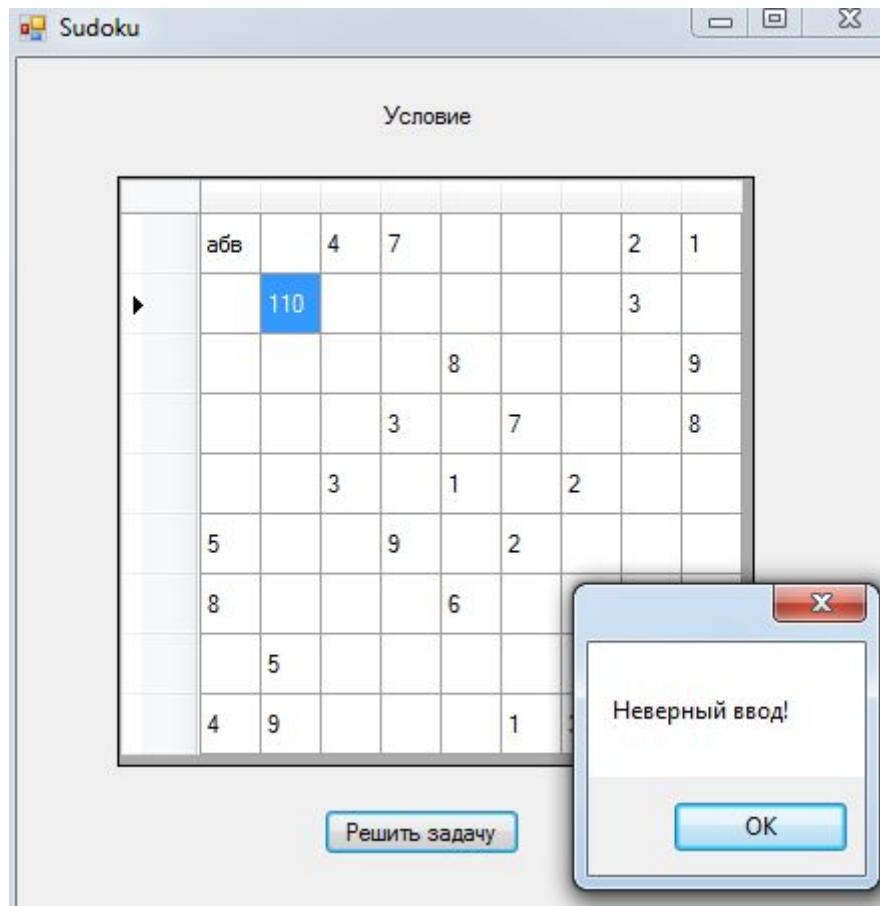 Sudoku
Условие
абв 4 7 2 1
110 3
8 9
3 7 8
3 1 2
5 9 2
8 6
5
4 9 1
Неверный ввод!
OK
Решить задачу